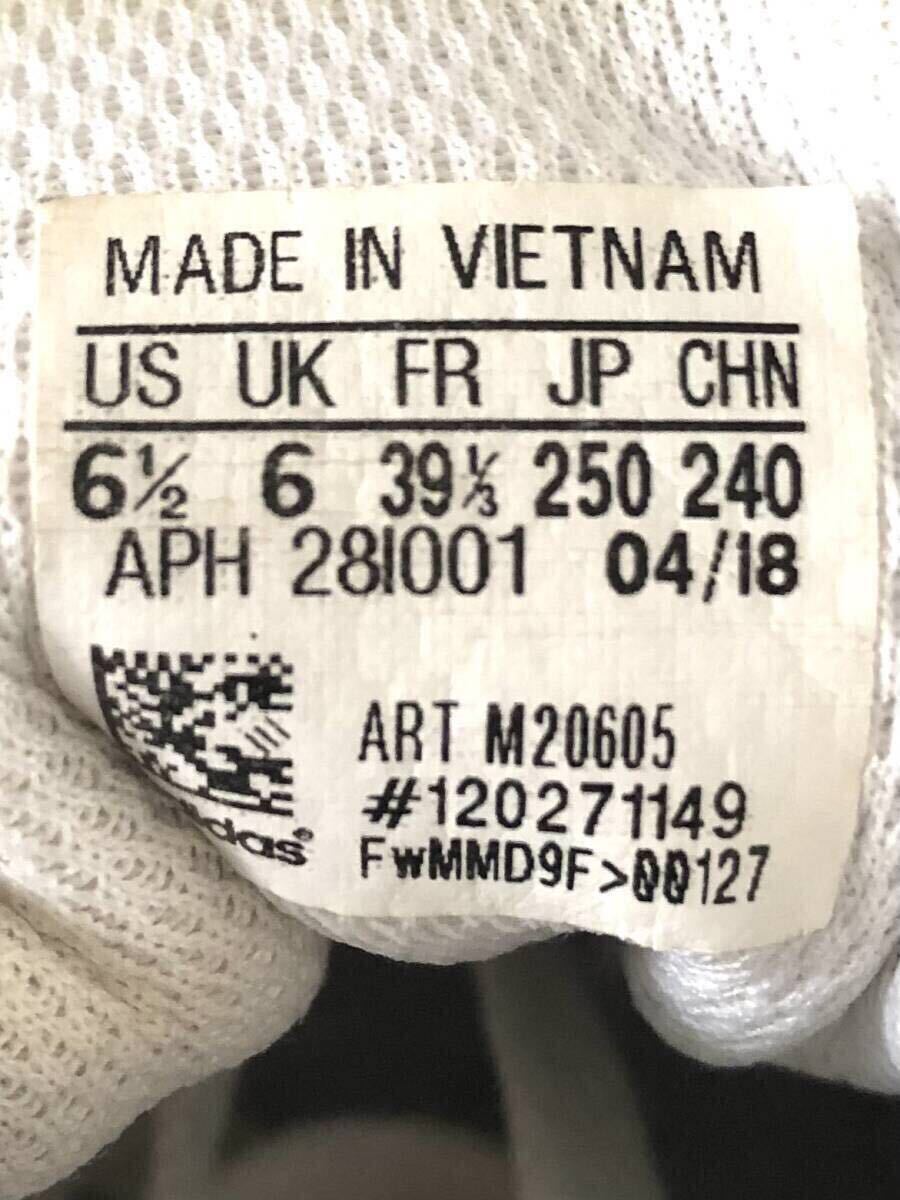 MADE IN VIETNAM
US UK FR JP CHN
6½ 6 39⅓ 250 240
APH 28I001 04/18
ART M20605
#120271149
das®
FwMMD9F>00127